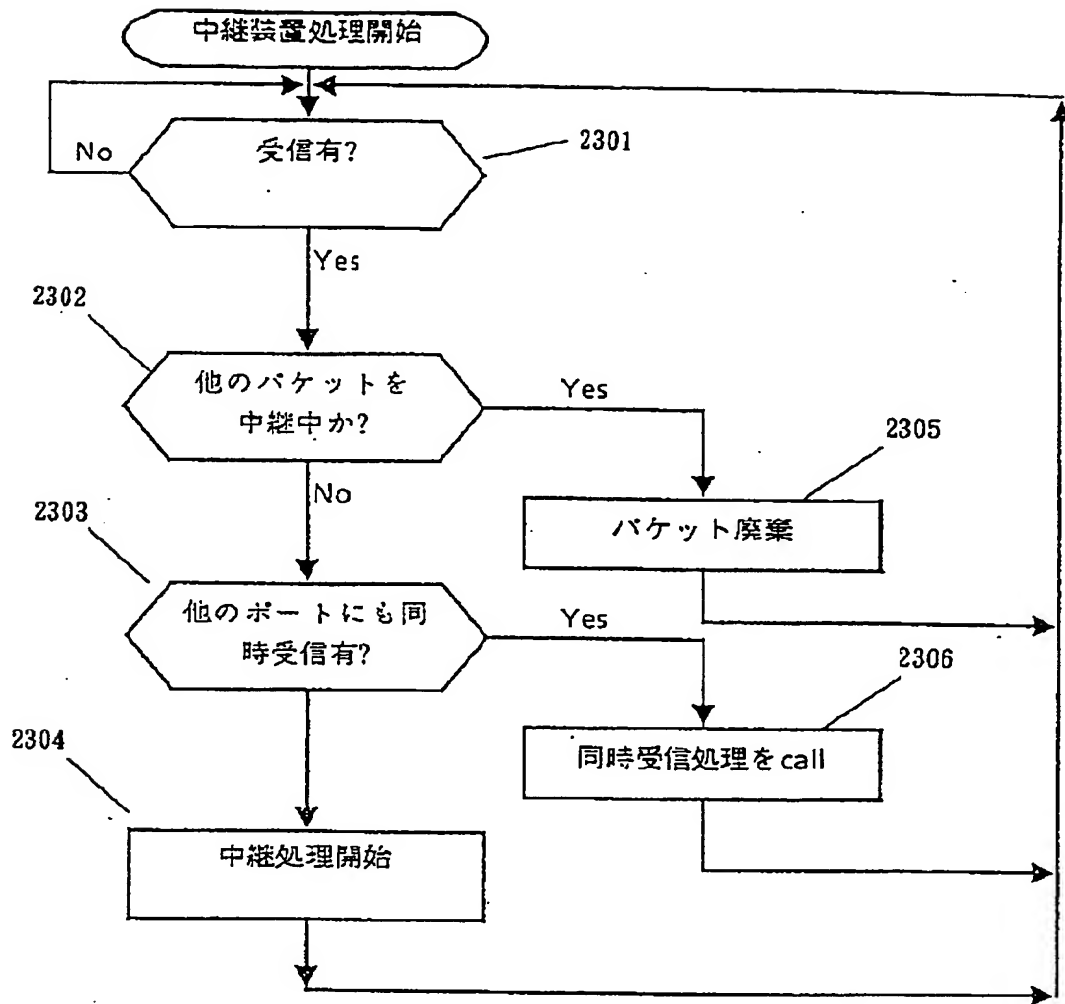 中継装置処理開始
受信有?
No
2301
Yes
2302
他のパケットを
中継中か?
Yes
2305
パケット廃棄
No
2303
他のポートにも同
時受信有?
Yes
2306
同時受信処理をcall
2304
中継処理開始